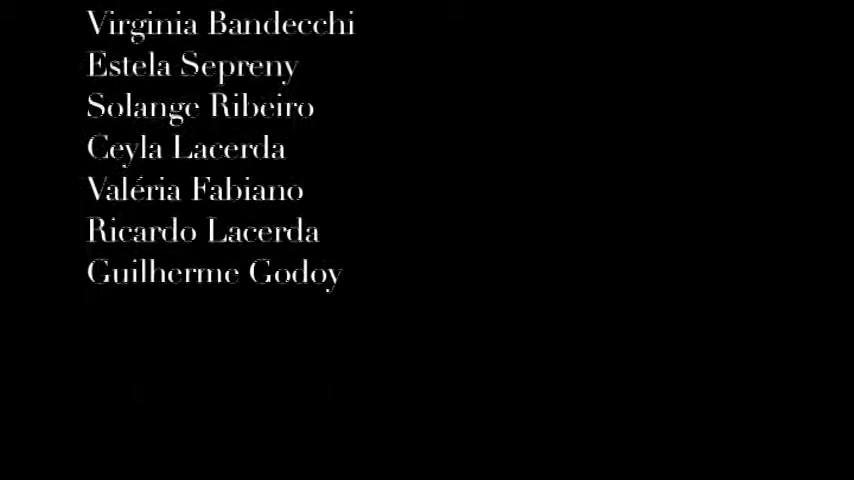 Virginia Bandecchi
Estela Sepreny
Solange Ribeiro
Ceyla Lacerda
Valéria Fabiano
Ricardo Lacerda
Guilherme Godoy